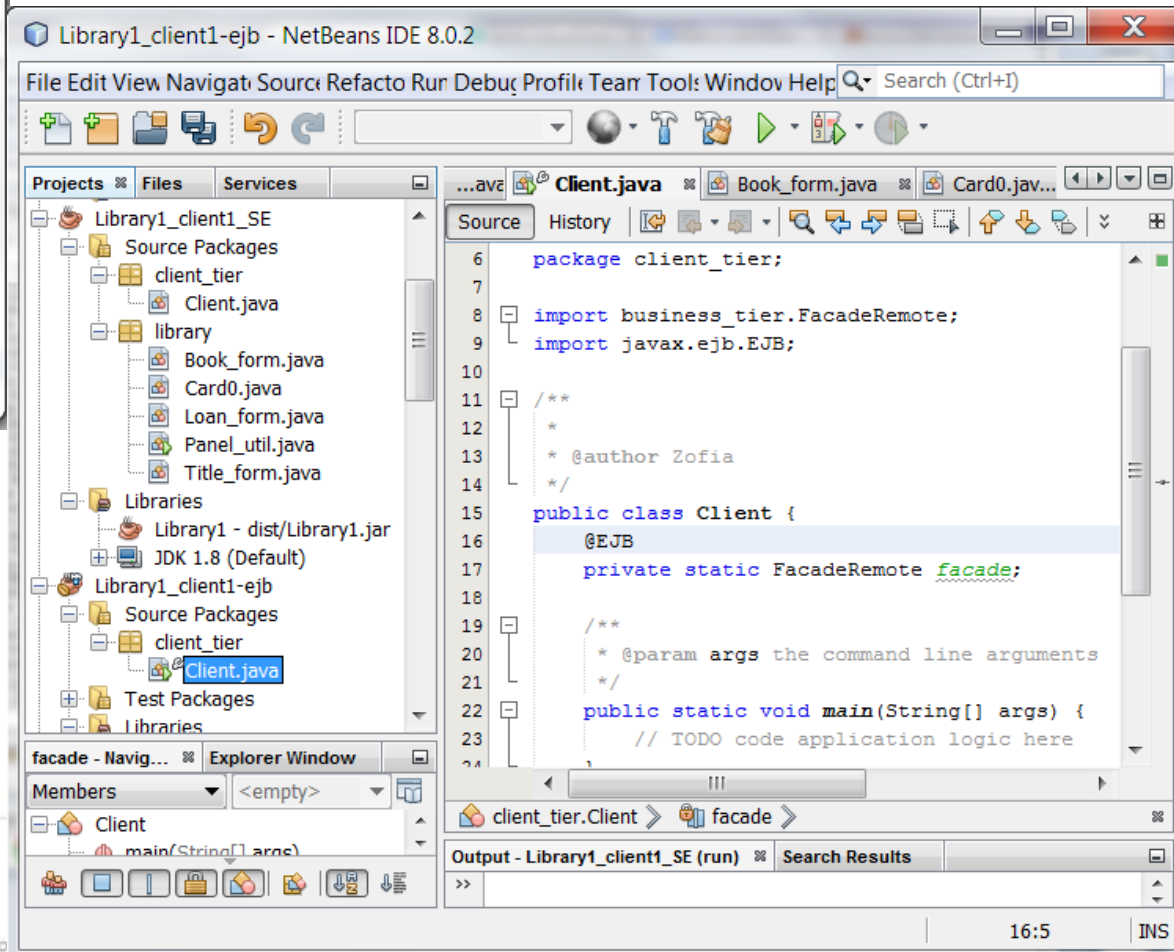 Library1_client1-ejb - NetBeans IDE 8.0.2
File Edit View Navigat Source Refacto Run Debug Profile Team Tools Window Help Search (Ctrl+I)
Projects Files Services
Library1_client1_SE
Source Packages
client_tier
Client.java
library
Book_form.java
Card0.java
Loan_form.java
Panel_util.java
Title_form.java
Libraries
Library1 - dist/Library1.jar
JDK 1.8 (Default)
Library1_client1-ejb
Source Packages
client_tier
Client.java
Test Packages
Libraries
facade - Navig... Explorer Window
Members <empty>
Client
main(String[] args)
...ava Client.java Book_form.java Card0.jav...
Source History
6 package client_tier;
7
8 import business_tier.FacadeRemote;
9 import javax.ejb.EJB;
10
11 /**
12 *
13 * @author Zofia
14 */
15 public class Client {
16 @EJB
17 private static FacadeRemote facade;
18
19 /**
20 * @param args the command line arguments
21 */
22 public static void main(String[] args) {
23 // TODO code application logic here
24 }
client_tier.Client facade
Output - Library1_client1_SE (run) Search Results
>>
16:5 INS